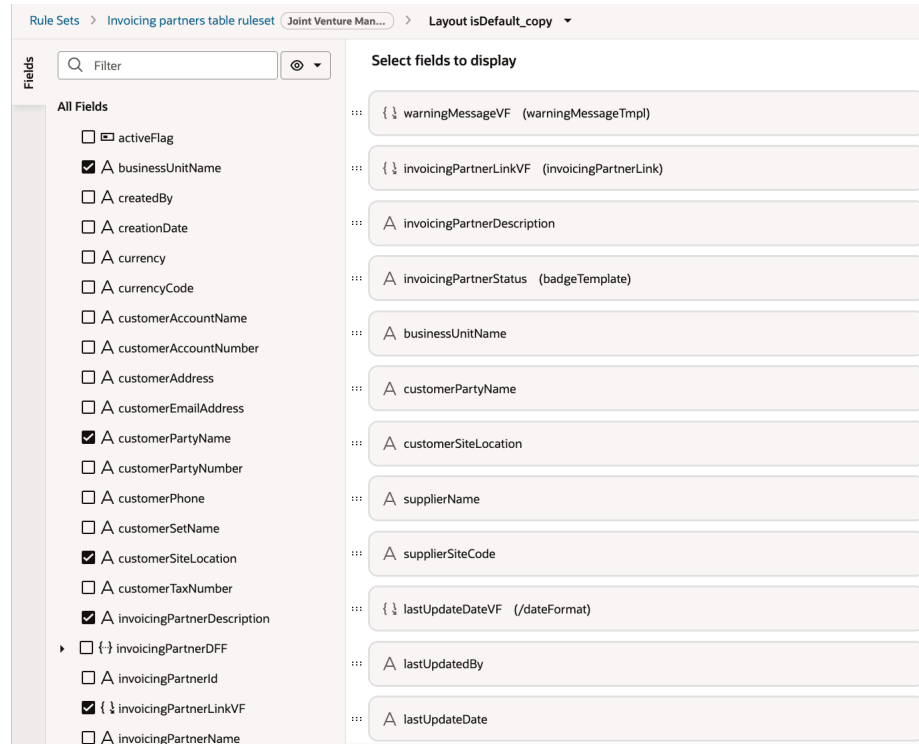 Rule Sets > Invoicing partners table ruleset Joint Venture Man... > Layout isDefault_copy
Fields
Filter
All Fields
activeFlag
businessUnitName
createdBy
creationDate
currency
currencyCode
customerAccountName
customerAccountNumber
customerAddress
customerEmailAddress
customerPartyName
customerPartyNumber
customerPhone
customerSetName
customerSiteLocation
customerTaxNumber
invoicingPartnerDescription
invoicingPartnerDFF
invoicingPartnerId
invoicingPartnerLinkVF
invoicingPartnerName
Select fields to display
warningMessageVF (warningMessageTmpl)
invoicingPartnerLinkVF (invoicingPartnerLink)
invoicingPartnerDescription
invoicingPartnerStatus (badgeTemplate)
businessUnitName
customerPartyName
customerSiteLocation
supplierName
supplierSiteCode
lastUpdateDateVF (/dateFormat)
lastUpdatedBy
lastUpdateDate